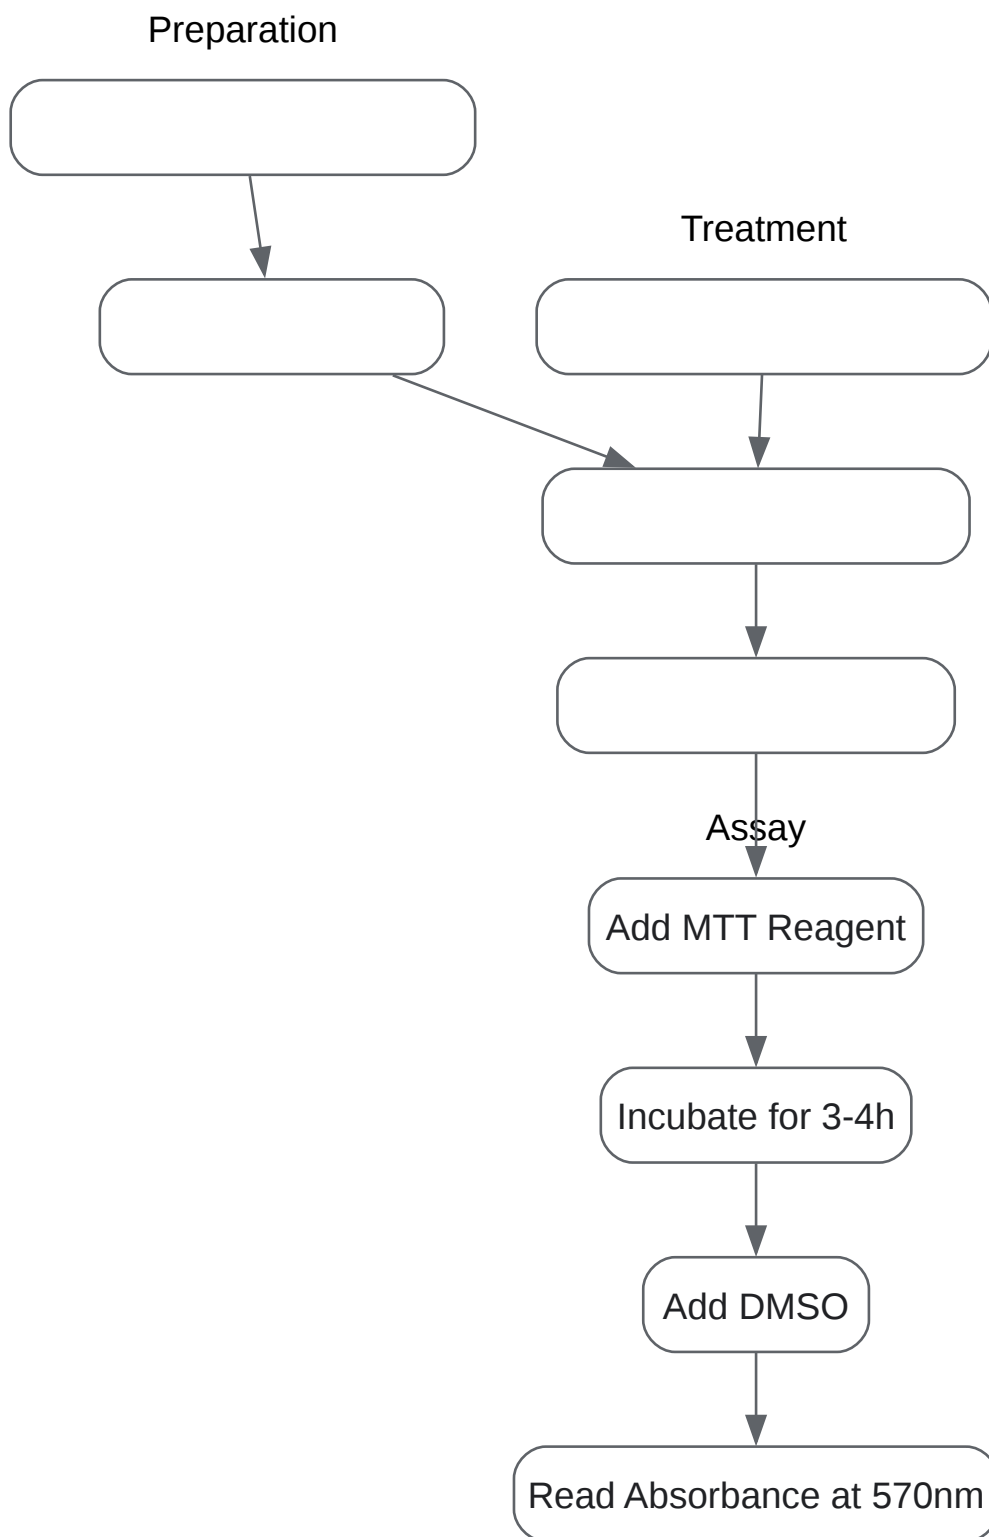 Preparation
Treatment
Assay
Add MTT Reagent
Incubate for 3-4h
Add DMSO
Read Absorbance at 570nm